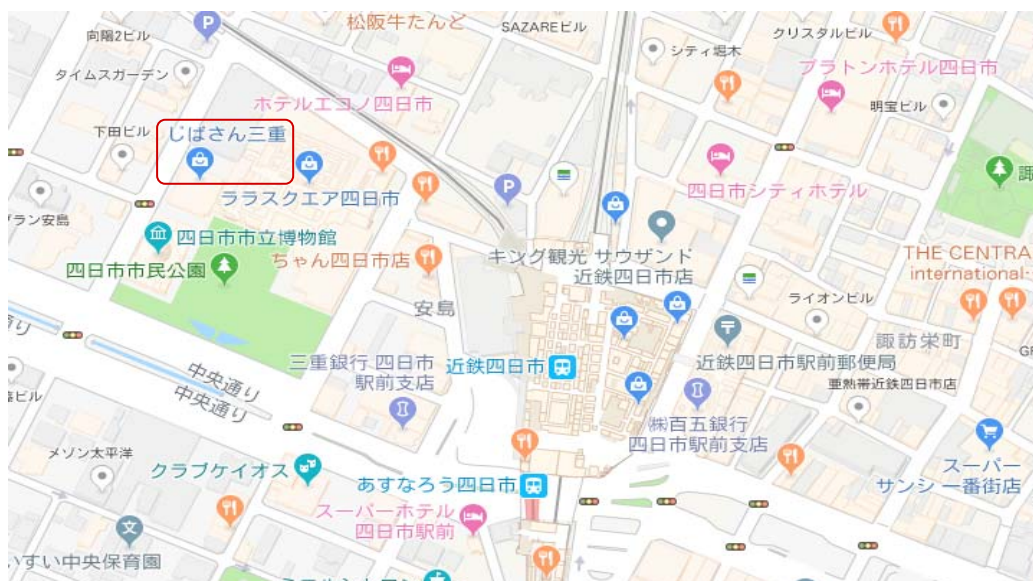 松阪牛たんど
SAZAREビル
向陽2ビル
クリスタルビル
シティ堀木
プラトンホテル四日市
タイムスガーデン
ホテルエコノ四日市
明宝ビル
下田ビル
じばさん三重
四日市シティホテル
ララスクエア四日市
グラン安島
四日市市立博物館
四日市市民公園
ちゃん四日市店
キング観光 サウザンド
近鉄四日市店
THE CENTRA
international
ライオンビル
安島
諏訪栄町
三重銀行 四日市
駅前支店
近鉄四日市
近鉄四日市駅前郵便局
亜熱帯近鉄四日市店
中央通り
中央通り
㈱百五銀行
四日市駅前支店
メゾン太平洋
クラブケイオス
あすなろう四日市
スーパー
サンシ 一番街店
スーパーホテル
四日市駅前
いすい中央保育園